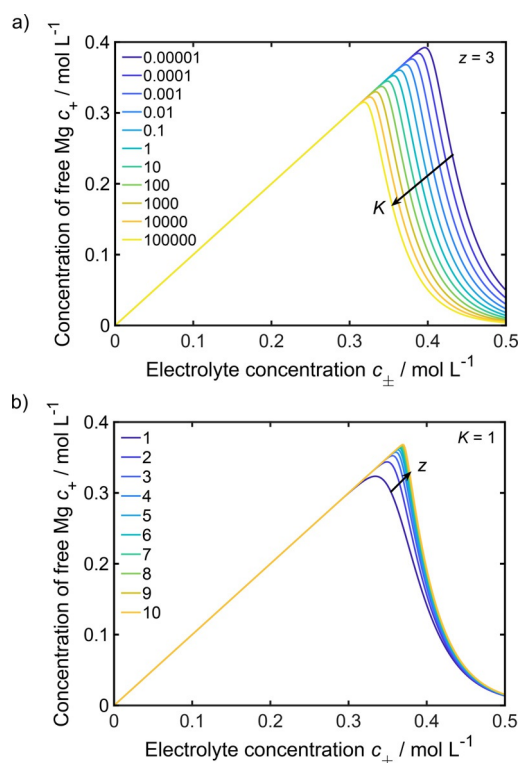 a)
Concentration of free Mg c₊ / mol L⁻¹
0.4
0.3
0.2
0.1
0
0.00001
0.0001
0.001
0.01
0.1
1
10
100
1000
10000
100000
z = 3
K
0 0.1 0.2 0.3 0.4 0.5
Electrolyte concentration c± / mol L⁻¹
b)
Concentration of free Mg c₊ / mol L⁻¹
0.4
0.3
0.2
0.1
0
1
2
3
4
5
6
7
8
9
10
K = 1
z
0 0.1 0.2 0.3 0.4 0.5
Electrolyte concentration c± / mol L⁻¹